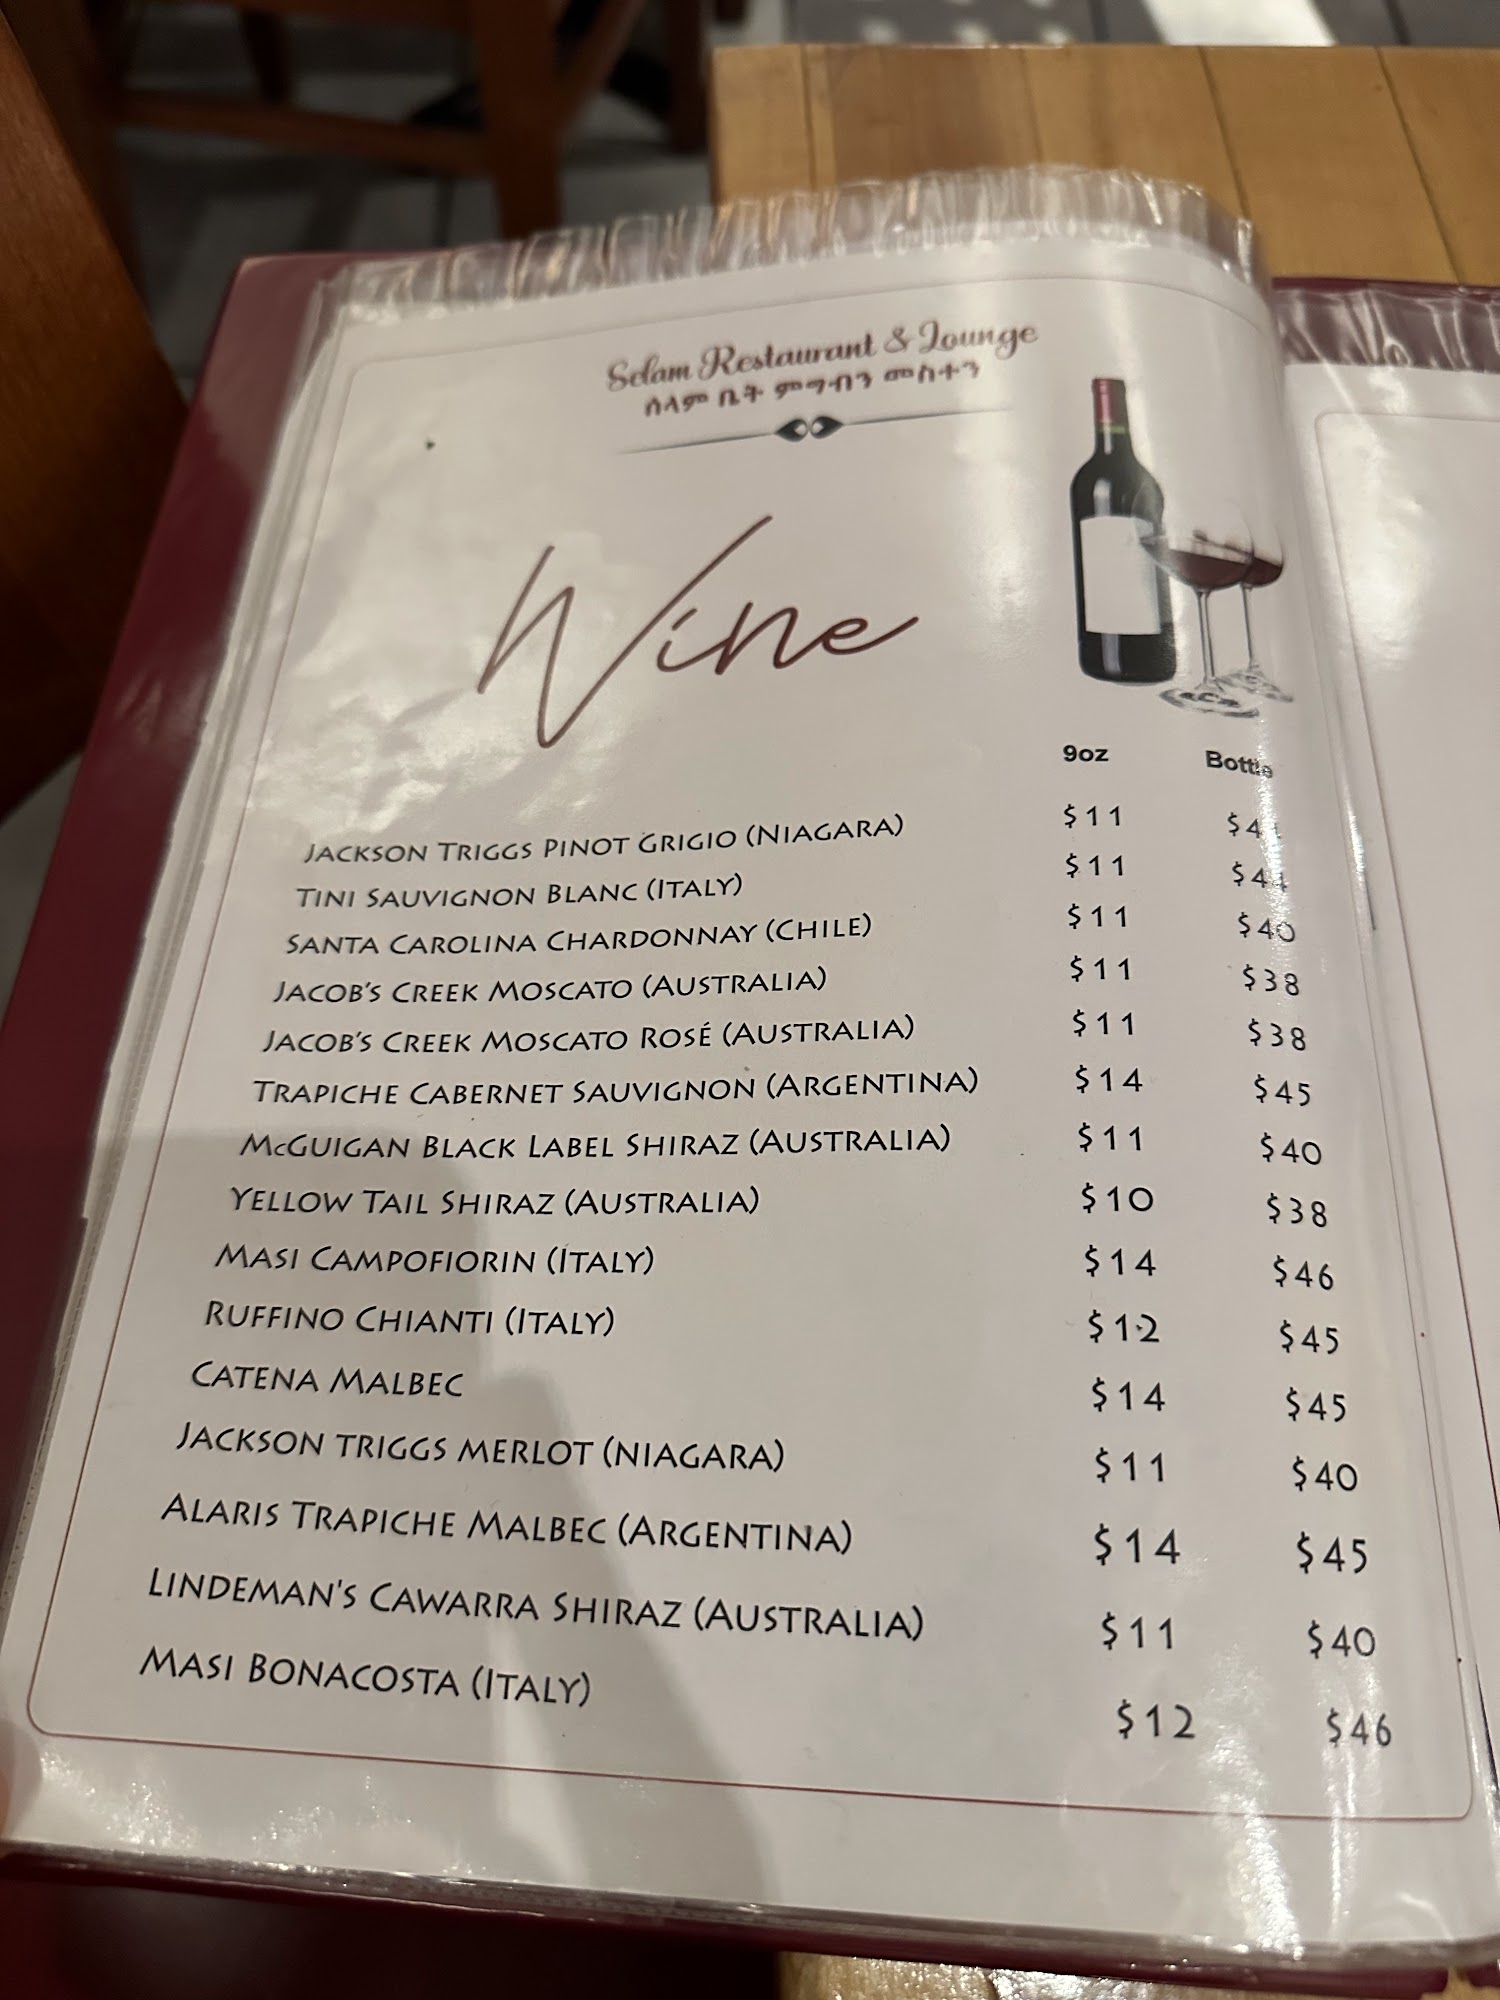 Selam Restaurant & Lounge
ሰላም ቤት ምግብን መስተን
Wine
9oz Bottle
JACKSON TRIGGS PINOT GRIGIO (NIAGARA) $11
TINI SAUVIGNON BLANC (ITALY) $11 $44
SANTA CAROLINA CHARDONNAY (CHILE) $11 $40
JACOB'S CREEK MOSCATO (AUSTRALIA) $11 $38
JACOB'S CREEK MOSCATO ROSÉ (AUSTRALIA) $11 $38
TRAPICHE CABERNET SAUVIGNON (ARGENTINA) $14 $45
McGUIGAN BLACK LABEL SHIRAZ (AUSTRALIA) $11 $40
YELLOW TAIL SHIRAZ (AUSTRALIA) $10 $38
MASI CAMPOFIORIN (ITALY) $14 $46
RUFFINO CHIANTI (ITALY) $12 $45
CATENA MALBEC $14 $45
JACKSON TRIGGS MERLOT (NIAGARA) $11 $40
ALARIS TRAPICHE MALBEC (ARGENTINA) $14 $45
LINDEMAN'S CAWARRA SHIRAZ (AUSTRALIA) $11 $40
MASI BONACOSTA (ITALY) $12 $46